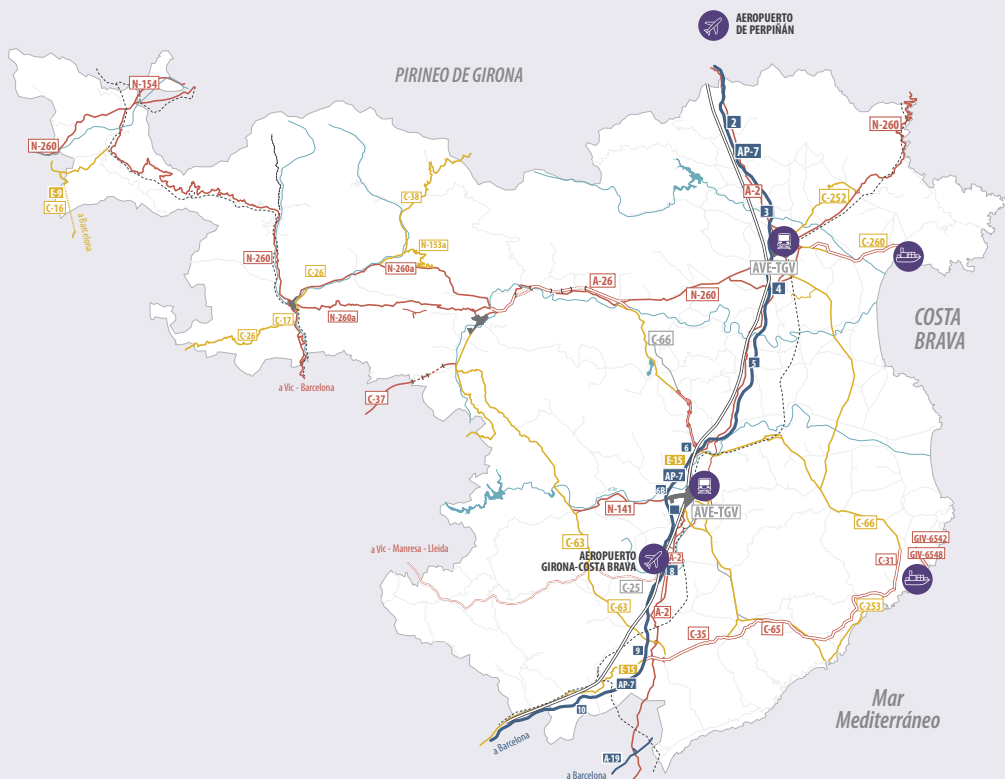 AEROPUERTO
DE PERPIÑÁN
PIRINEO DE GIRONA
N-154
N-260
2
N-260
AP-7
E-9
C-16
a Barcelona
C-38
A-2
C-252
3
N-153a
C-260
N-260
C-26
N-260a
AVE-TGV
A-26
4
N-260
C-17
N-260a
COSTA
BRAVA
C-26
C-66
5
a Vic - Barcelona
C-37
6
E-15
AP-7
6B
N-141
AVE-TGV
C-66
GIV-6542
C-63
a Vic - Manresa - Lleida
AEROPUERTO
GIRONA-COSTA BRAVA
A-2
C-31
GIV-6548
8
C-25
C-63
A-2
C-253
C-65
C-35
9
E-15
AP-7
10
Mar
Mediterráneo
a Barcelona
A-19
a Barcelona